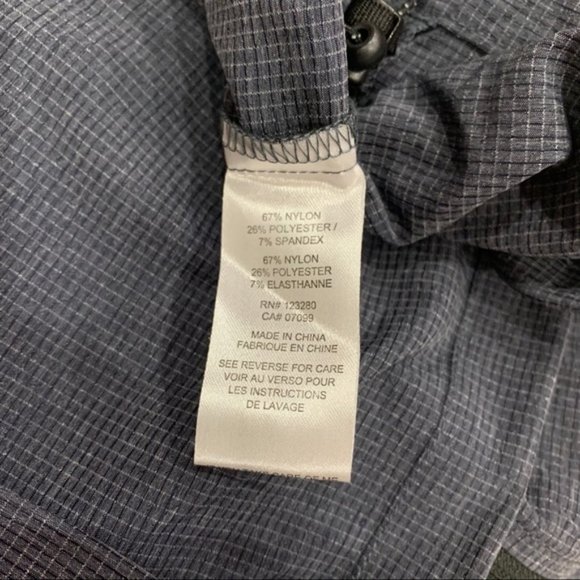 67% NYLON
26% POLYESTER /
7% SPANDEX
67% NYLON
26% POLYESTER
7% ELASTHANNE
RN# 123280
CA# 07099
MADE IN CHINA
FABRIQUE EN CHINE
SEE REVERSE FOR CARE
VOIR AU VERSO POUR
LES INSTRUCTIONS
DE LAVAGE